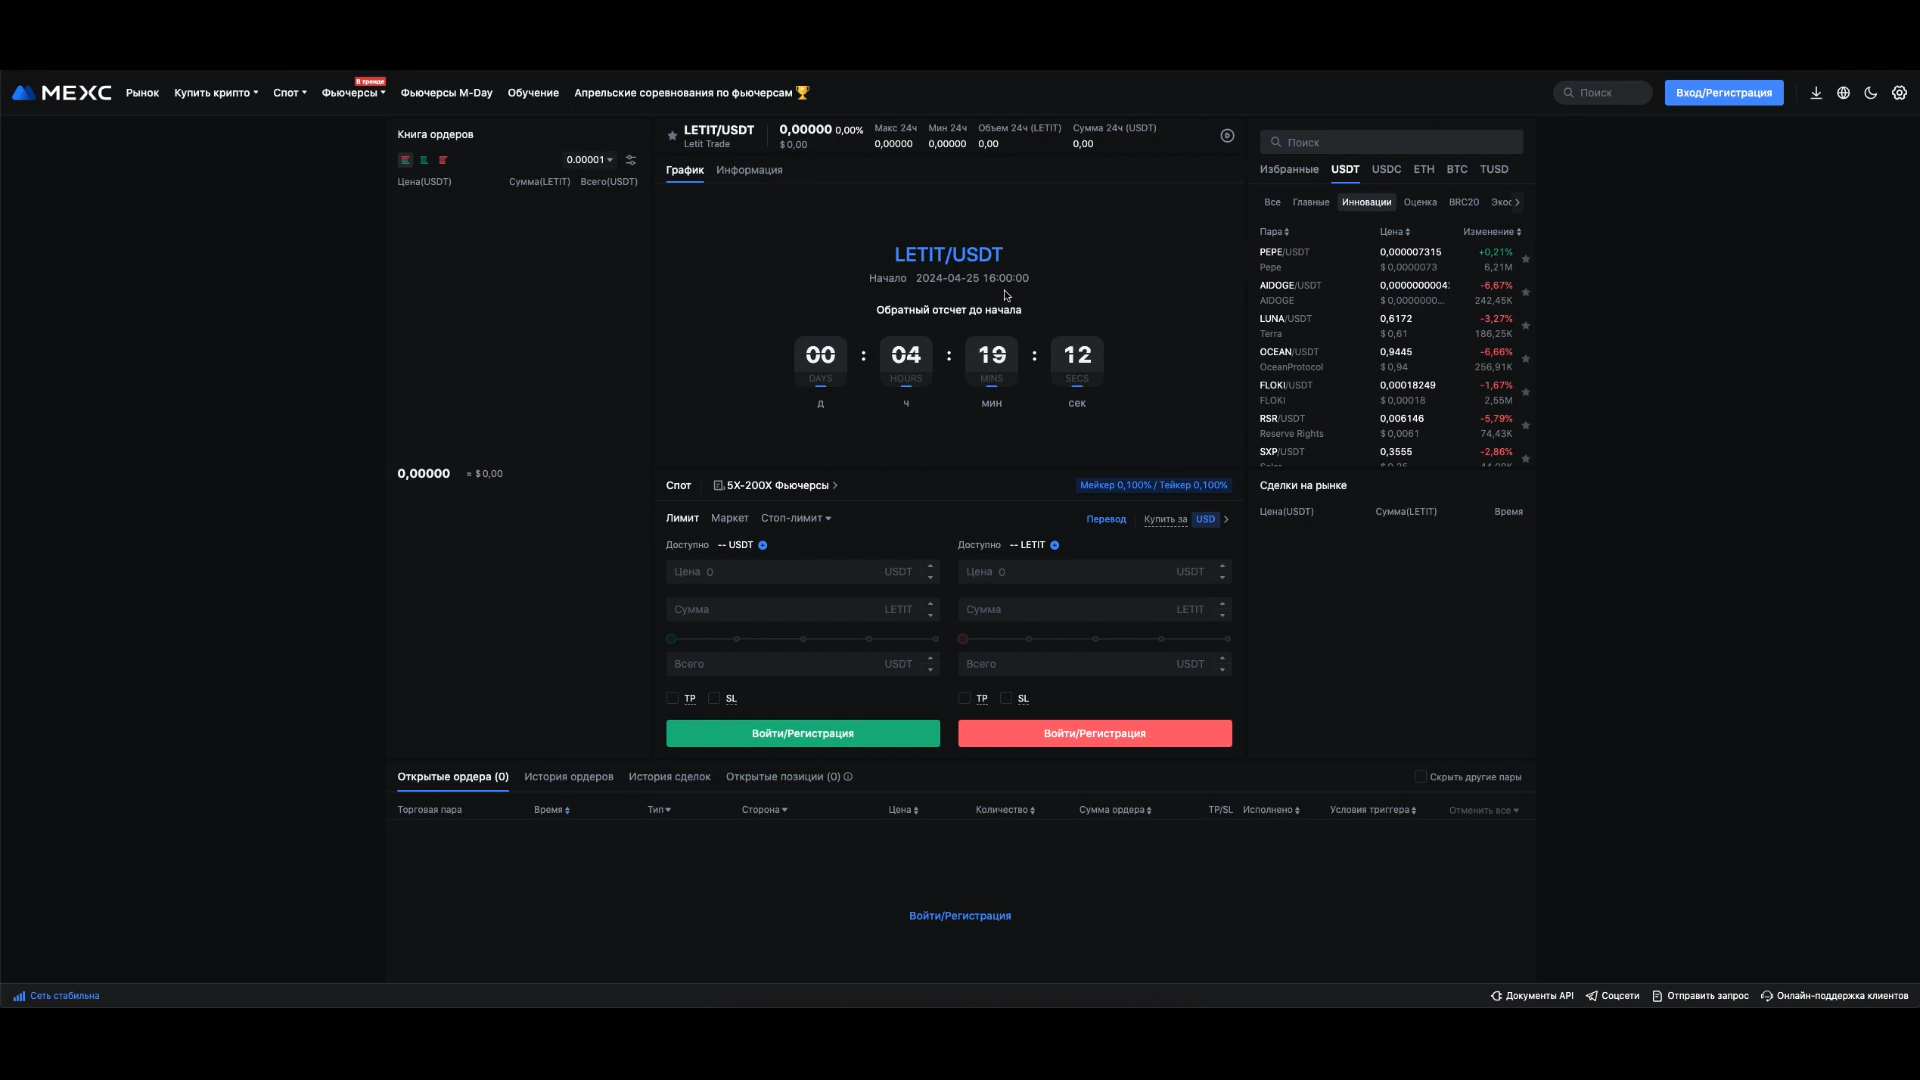 MEXC Рынок Купить крипто Спот Фьючерсы В тренде Фьючерсы M-Day Обучение Апрельские соревнования по фьючерсам Поиск Вход/Регистрация
Книга ордеров
0.00001
Цена(USDT) Сумма(LETIT) Всего(USDT)
0,00000 ≈ $ 0,00
LETIT/USDT
Letit Trade
0,00000 0,00%
$ 0,00
Макс 24ч
0,00000
Мин 24ч
0,00000
Объем 24ч (LETIT)
0,00
Сумма 24ч (USDT)
0,00
График Информация
LETIT/USDT
Начало 2024-04-25 16:00:00
Обратный отсчет до начала
00 : 04 : 19 : 12
DAYS HOURS MINS SECS
д ч мин сек
Спот 5X-200X Фьючерсы
Мейкер 0,100% / Тейкер 0,100%
Лимит Маркет Стоп-лимит Перевод Купить за USD
Доступно -- USDT Доступно -- LETIT
Цена 0 USDT Цена 0 USDT
Сумма LETIT Сумма LETIT
Всего USDT Всего USDT
TP SL TP SL
Войти/Регистрация Войти/Регистрация
Поиск
Избранные USDT USDC ETH BTC TUSD
Все Главные Инновации Оценка BRC20 Экос
Пара Цена Изменение
PEPE/USDT 0,000007315 +0,21%
Pepe $ 0,0000073 6,21M
AIDOGE/USDT 0,0000000004 -6,67%
AIDOGE $ 0,0000000... 242,45K
LUNA/USDT 0,6172 -3,27%
Terra $ 0,61 186,25K
OCEAN/USDT 0,9445 -6,66%
OceanProtocol $ 0,94 256,91K
FLOKI/USDT 0,00018249 -1,67%
FLOKI $ 0,00018 2,55M
RSR/USDT 0,006146 -5,79%
Reserve Rights $ 0,0061 74,43K
SXP/USDT 0,3555 -2,86%
Сделки на рынке
Цена(USDT) Сумма(LETIT) Время
Открытые ордера (0) История ордеров История сделок Открытые позиции (0) Скрыть другие пары
Торговая пара Время Тип Сторона Цена Количество Сумма ордера TP/SL Исполнено Условия триггера Отменить все
Войти/Регистрация
Сеть стабильна Документы API Соцсети Отправить запрос Онлайн-поддержка клиентов